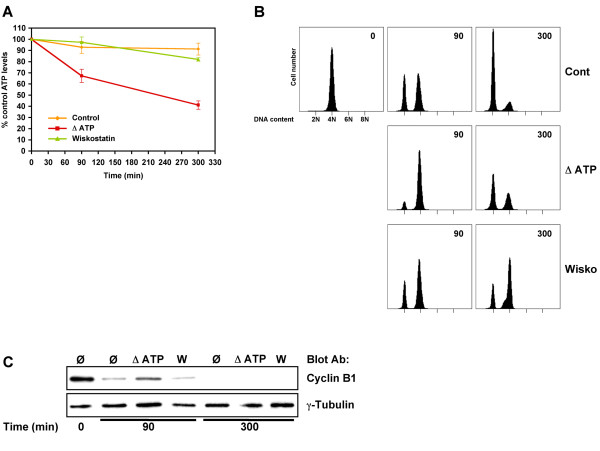 A
% control ATP levels
110
100
90
80
70
60
50
40
30
20
10
0
Control
Δ ATP
Wiskostatin
0 30 60 90 120 150 180 210 240 270 300 330
Time (min)
B
Cell number
0
90
300
Cont
DNA content
2N 4N 6N 8N
90
300
Δ ATP
90
300
Wisko
C
Ø Ø Δ ATP W Ø Δ ATP W Blot Ab:
Cyclin B1
γ-Tubulin
Time (min) 0 90 300